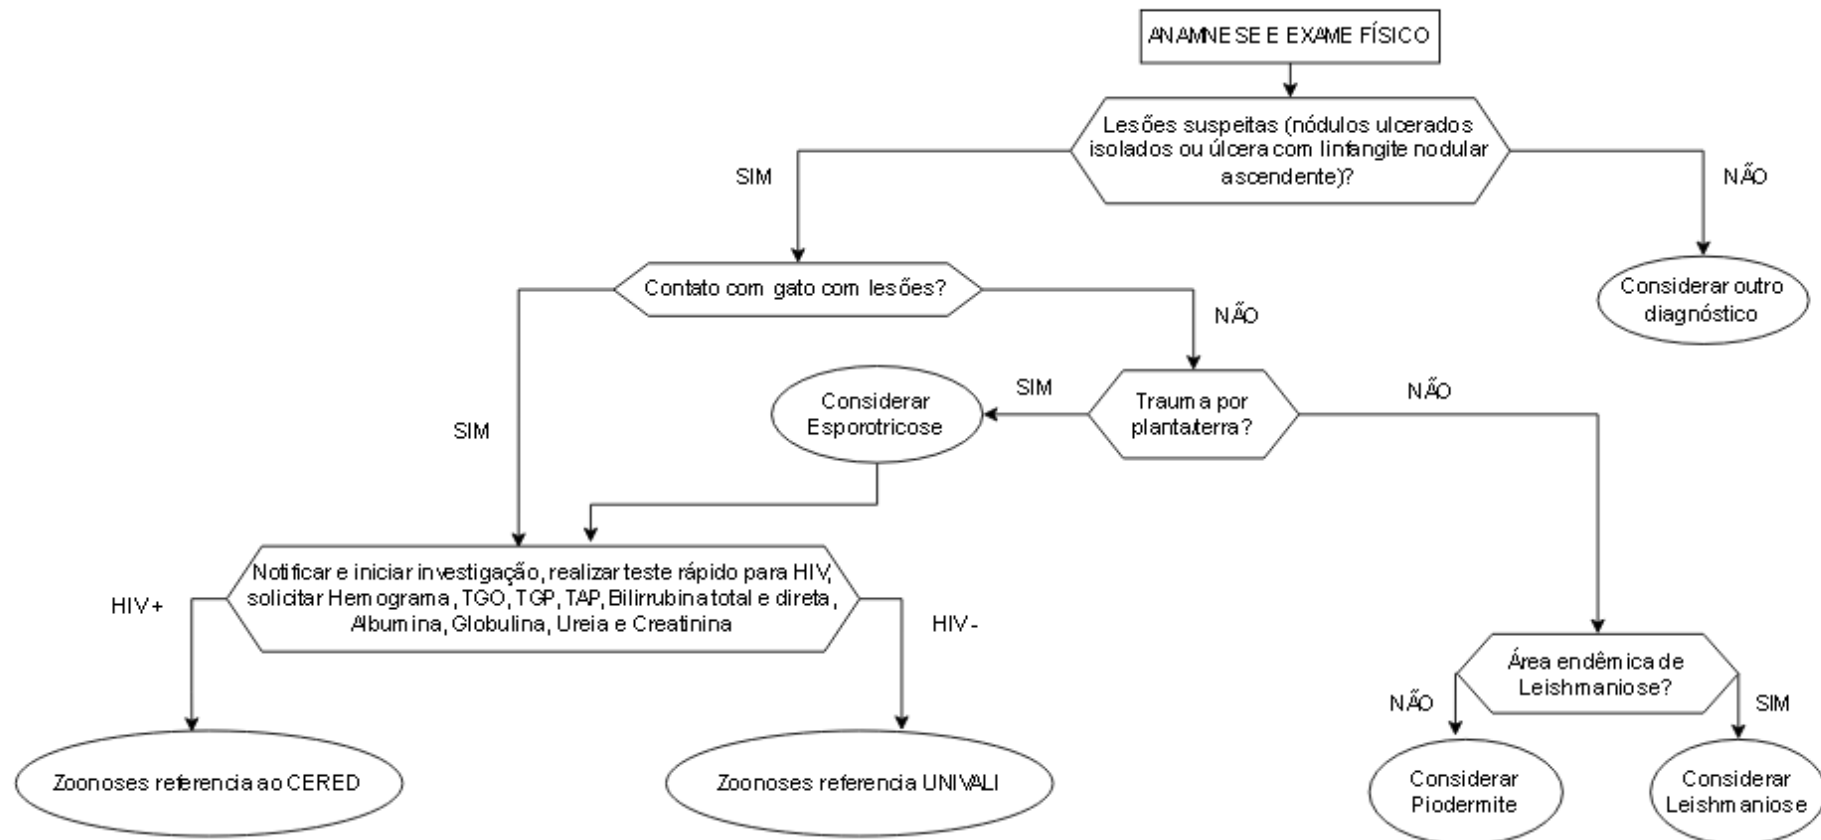 ANAMNESE E EXAME FÍSICO
Lesões suspeitas (nódulos ulcerados
isolados ou úlcera com linfangite nodular
ascendente)?
SIM
NÃO
Contato com gato com lesões?
Considerar outro
diagnóstico
NÃO
SIM
Considerar
Esporotricose
SIM
Trauma por
planta/terra?
NÃO
Notificar e iniciar investigação, realizar teste rápido para HIV,
solicitar Hemograma, TGO, TGP, TAP, Bilirrubina total e direta,
Albumina, Globulina, Ureia e Creatinina
HIV+
HIV-
Área endêmica de
Leishmaniose?
NÃO
SIM
Zoonoses referencia ao CERED
Zoonoses referencia UNIVALI
Considerar
Piodermite
Considerar
Leishmaniose